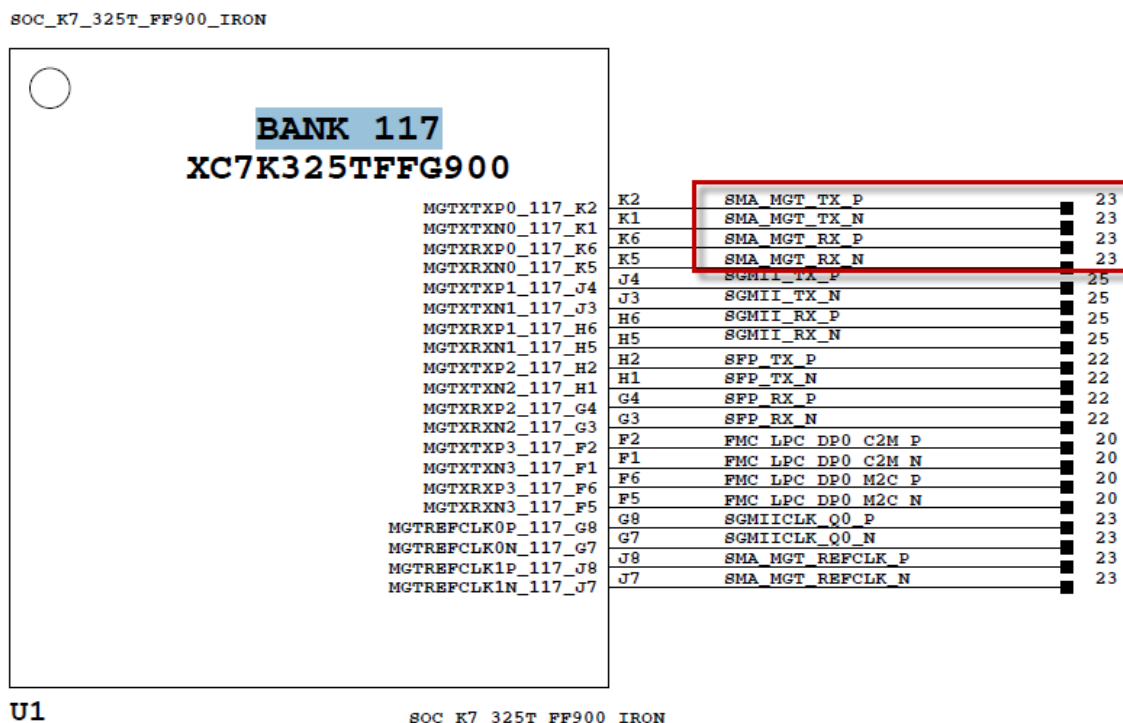 SOC_K7_325T_FF900_IRON
BANK 117
XC7K325TFFG900
MGTXTXP0_117_K2 K2 SMA_MGT_TX_P 23
MGTXTXN0_117_K1 K1 SMA_MGT_TX_N 23
MGTXRXP0_117_K6 K6 SMA_MGT_RX_P 23
MGTXRXN0_117_K5 K5 SMA_MGT_RX_N 23
MGTXTXP1_117_J4 J4 SGMII_TX_P 25
MGTXTXN1_117_J3 J3 SGMII_TX_N 25
MGTXRXP1_117_H6 H6 SGMII_RX_P 25
MGTXRXN1_117_H5 H5 SGMII_RX_N 25
MGTXTXP2_117_H2 H2 SFP_TX_P 22
MGTXTXN2_117_H1 H1 SFP_TX_N 22
MGTXRXP2_117_G4 G4 SFP_RX_P 22
MGTXRXN2_117_G3 G3 SFP_RX_N 22
MGTXTXP3_117_F2 F2 FMC_LPC_DP0_C2M_P 20
MGTXTXN3_117_F1 F1 FMC_LPC_DP0_C2M_N 20
MGTXRXP3_117_F6 F6 FMC_LPC_DP0_M2C_P 20
MGTXRXN3_117_F5 F5 FMC_LPC_DP0_M2C_N 20
MGTREFCLK0P_117_G8 G8 SGMIICLK_Q0_P 23
MGTREFCLK0N_117_G7 G7 SGMIICLK_Q0_N 23
MGTREFCLK1P_117_J8 J8 SMA_MGT_REFCLK_P 23
MGTREFCLK1N_117_J7 J7 SMA_MGT_REFCLK_N 23
U1 SOC_K7_325T_FF900_IRON